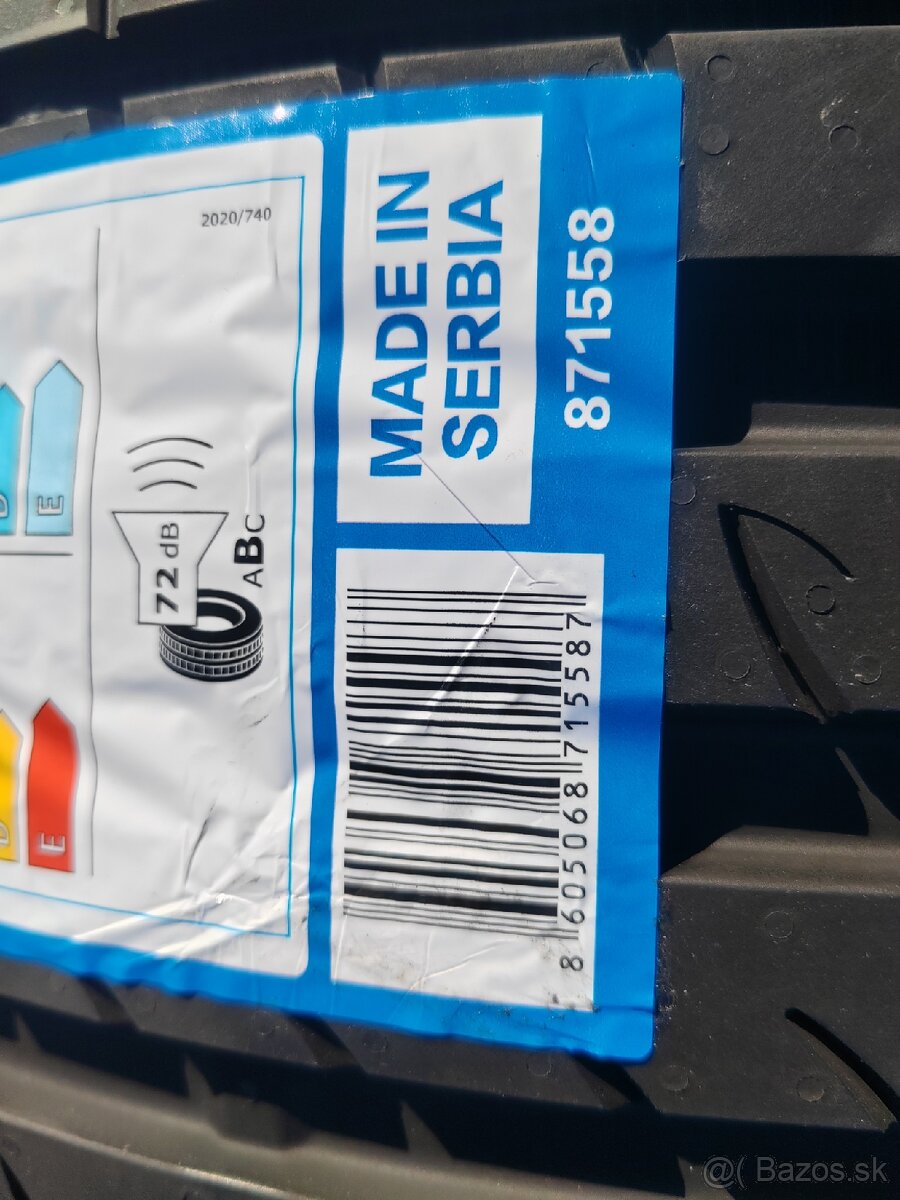 2020/740
D
E
72 dB
ABC
D
E
MADE IN
SERBIA
871558
8 605068 715587
@( Bazos.sk